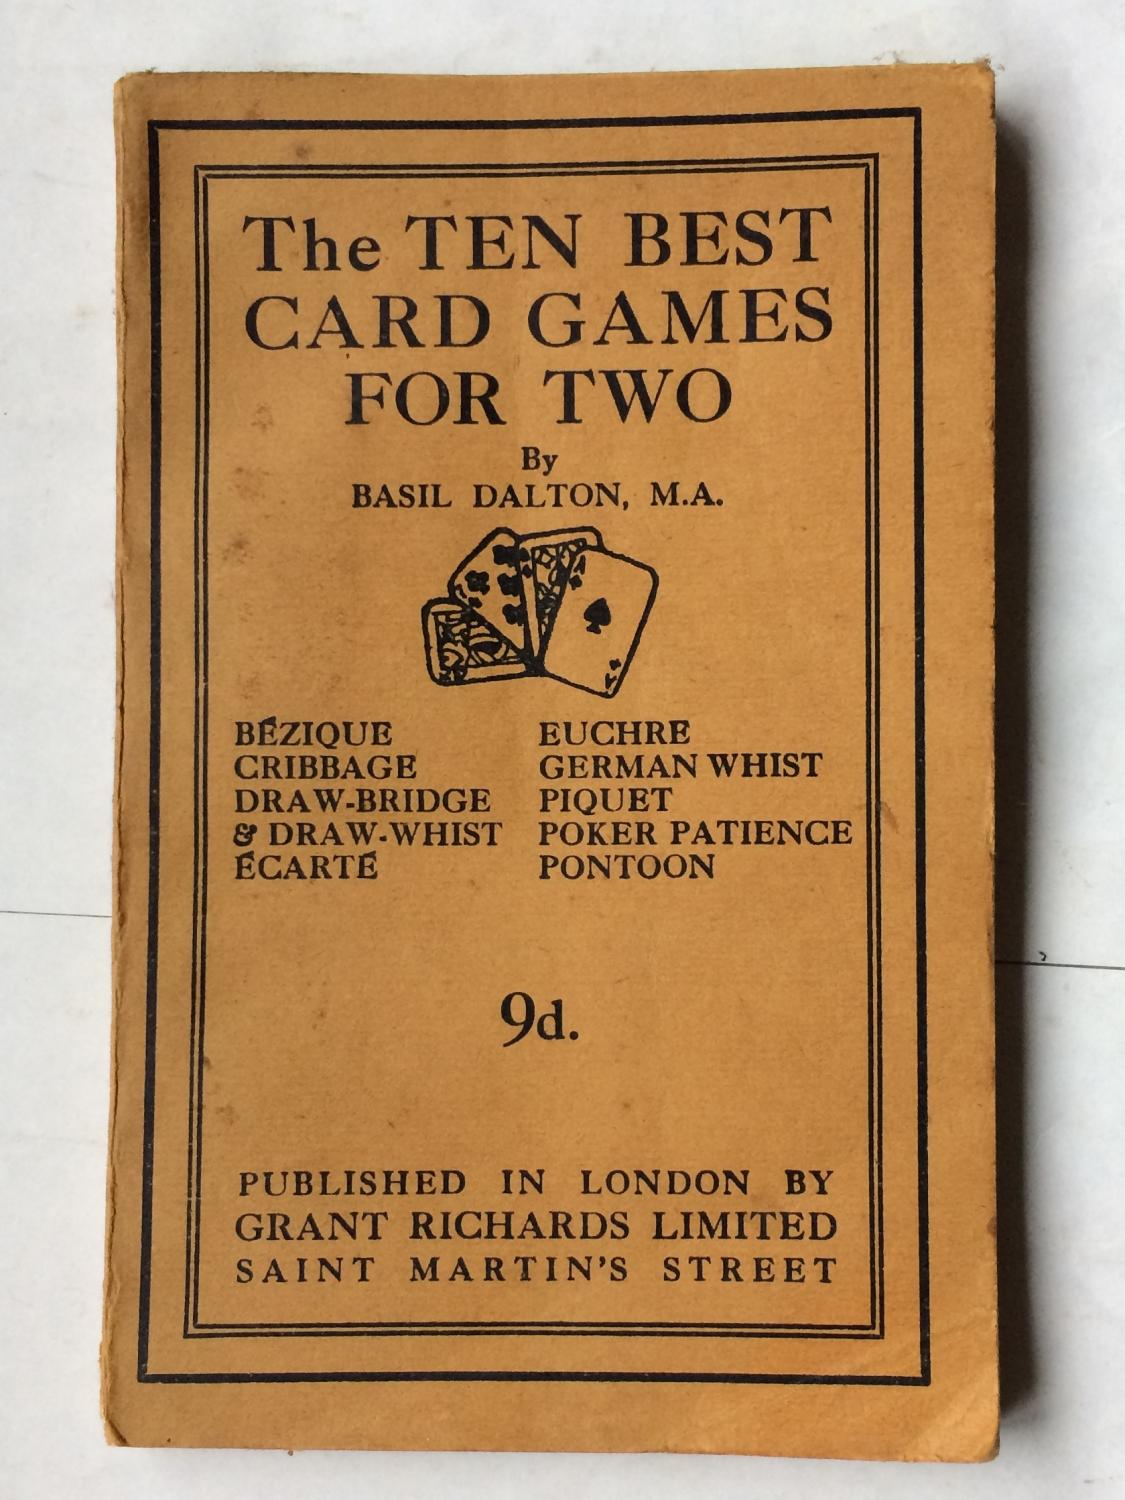 The TEN BEST
CARD GAMES
FOR TWO
By
BASIL DALTON, M.A.
BÉZIQUE
CRIBBAGE
DRAW-BRIDGE
& DRAW-WHIST
ÉCARTÉ
EUCHRE
GERMAN WHIST
PIQUET
POKER PATIENCE
PONTOON
9d.
PUBLISHED IN LONDON BY
GRANT RICHARDS LIMITED
SAINT MARTIN'S STREET